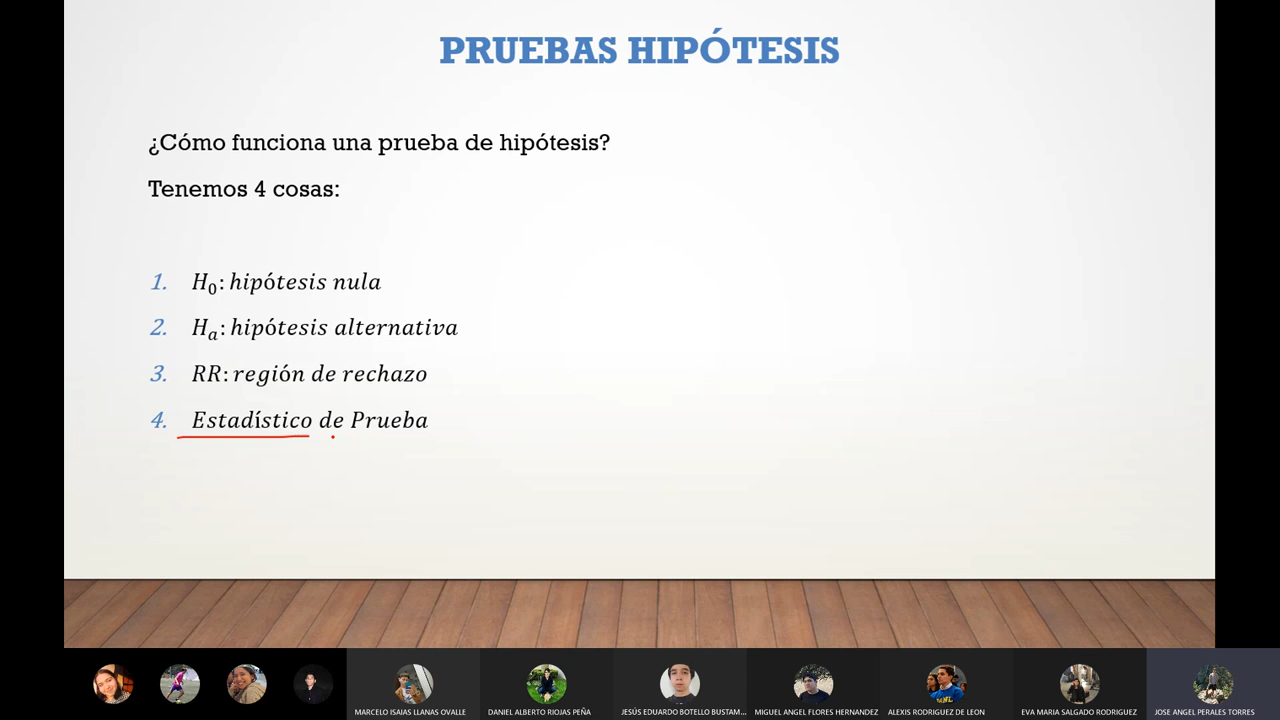 PRUEBAS HIPÓTESIS
¿Cómo funciona una prueba de hipótesis?
Tenemos 4 cosas:
1. H₀: hipótesis nula
2. Hₐ: hipótesis alternativa
3. RR: región de rechazo
4. Estadístico de Prueba
MARCELO ISAIAS LLANAS OVALLE
DANIEL ALBERTO RIOJAS PEÑA
JESÚS EDUARDO BOTELLO BUSTAM...
MIGUEL ANGEL FLORES HERNANDEZ
ALEXIS RODRIGUEZ DE LEON
EVA MARIA SALGADO RODRIGUEZ
JOSE ANGEL PERALES TORRES